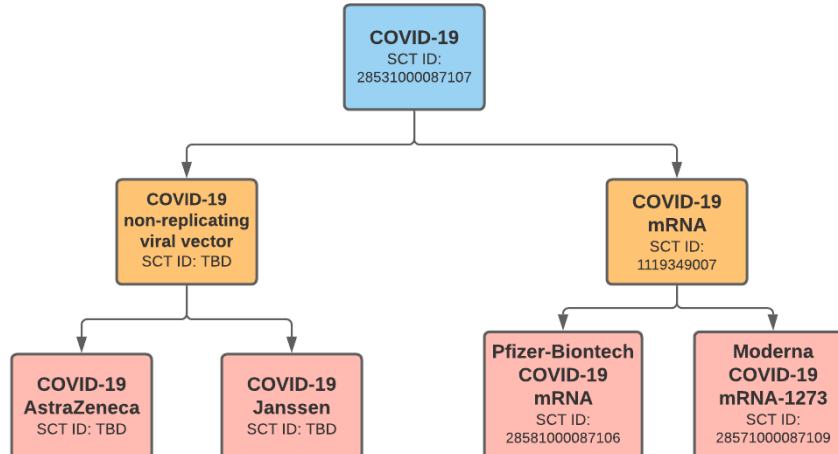 COVID-19
SCT ID:
28531000087107
COVID-19
non-replicating
viral vector
SCT ID: TBD
COVID-19
mRNA
SCT ID:
1119349007
COVID-19
AstraZeneca
SCT ID: TBD
COVID-19
Janssen
SCT ID: TBD
Pfizer-Biontech
COVID-19
mRNA
SCT ID:
28581000087106
Moderna
COVID-19
mRNA-1273
SCT ID:
28571000087109